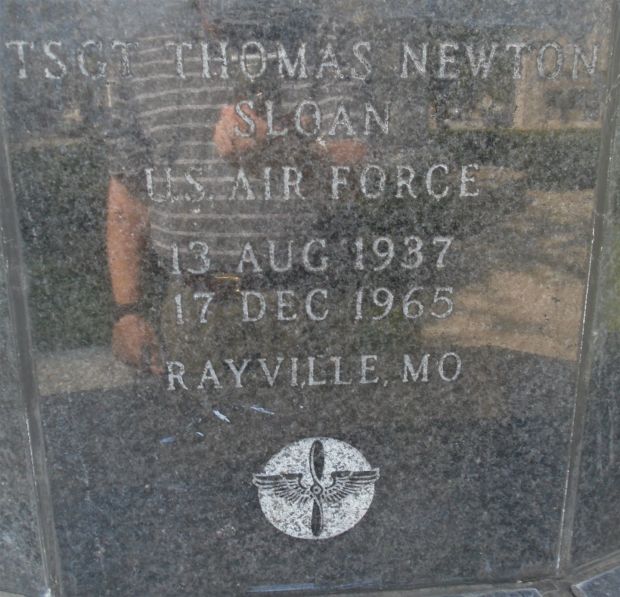 TSGT THOMAS NEWTON
SLOAN
U.S. AIR FORCE
13 AUG 1937
17 DEC 1965
RAYVILLE, MO